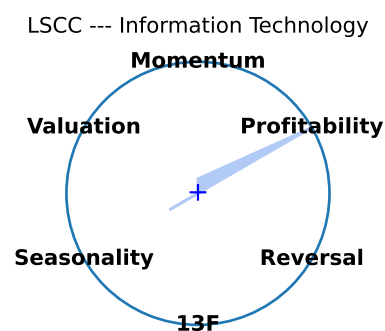 LSCC --- Information Technology
Momentum
Valuation
Profitability
Seasonality
Reversal
13F